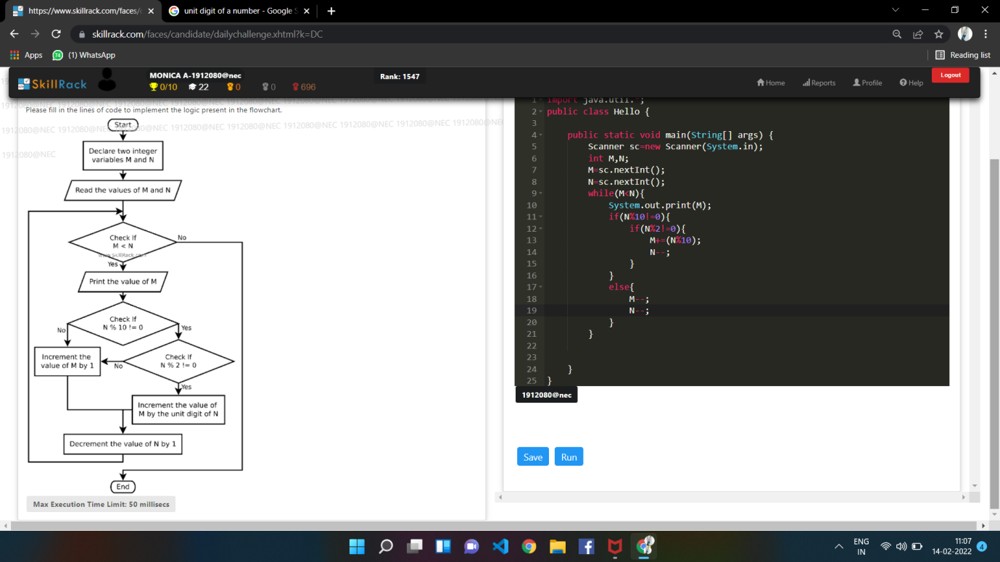 https://www.skillrack.com/faces/ unit digit of a number - Google S
skillrack.com/faces/candidate/dailychallenge.xhtml?k=DC
Apps (1) WhatsApp Reading list
SkillRack
MONICA A-1912080@nec
0/10 22 0 0 696
Rank: 1547
Home Reports Profile Help Logout
Please fill in the lines of code to implement the logic present in the flowchart.
1912080@NEC 1912080@NEC 1912080@NEC 1912080@NEC 1912080@NEC 1912080@NEC 1912080@NEC
1912080@NEC
Start
Declare two integer
variables M and N
Read the values of M and N
Check If
M < N
No
www.SkillRack.com
Yes
Print the value of M
Check If
N % 10 != 0
No
Yes
Increment the
value of M by 1
Check If
N % 2 != 0
No
Yes
Increment the value of
M by the unit digit of N
Decrement the value of N by 1
End
Max Execution Time Limit: 50 millisecs
1 import java.util.*;
2 public class Hello {
3
4 public static void main(String[] args) {
5 Scanner sc=new Scanner(System.in);
6 int M,N;
7 M=sc.nextInt();
8 N=sc.nextInt();
9 while(M<N){
10 System.out.print(M);
11 if(N%10!=0){
12 if(N%2!=0){
13 M+=(N%10);
14 N--;
15 }
16 }
17 else{
18 M--;
19 N--;
20 }
21 }
22
23
24 }
25 }
1912080@nec
Save Run
ENG
IN
11:07
14-02-2022
4